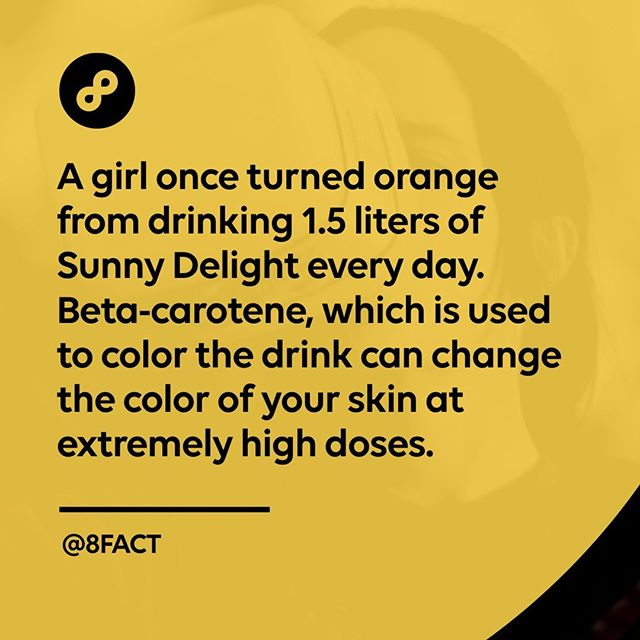 A girl once turned orange
from drinking 1.5 liters of
Sunny Delight every day.
Beta-carotene, which is used
to color the drink can change
the color of your skin at
extremely high doses.
@8FACT